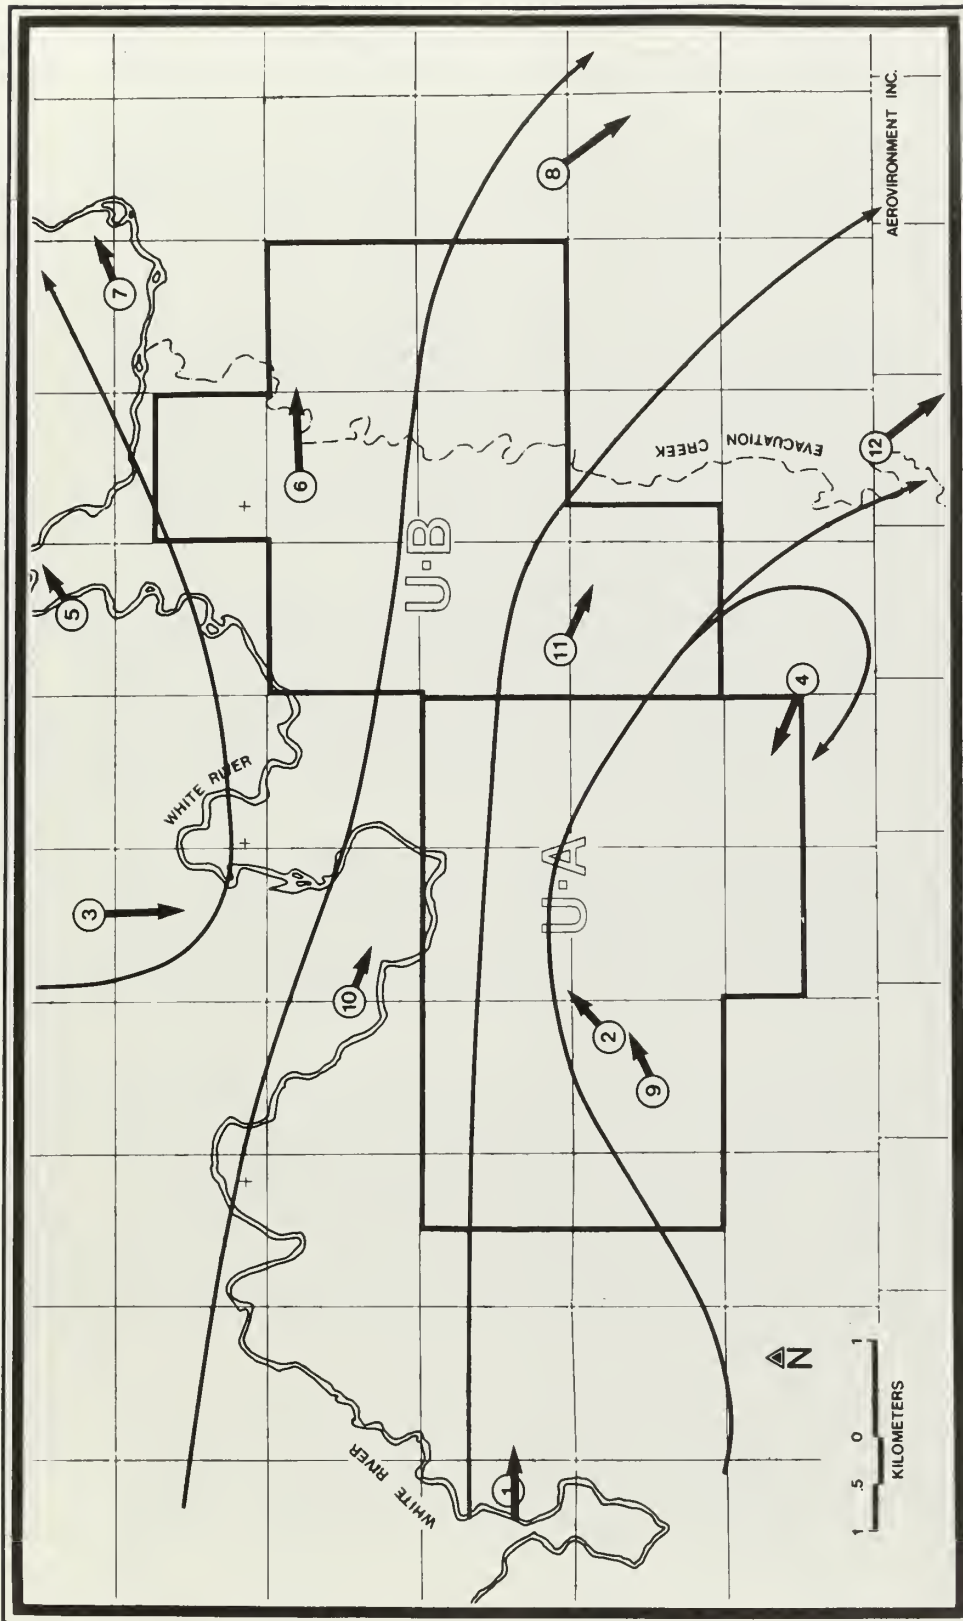 7
5
3
WHITE RIVER
6
8
10
U-B
11
U-A
2
9
4
12
EVACUATION CREEK
WHITE RIVER
1
N
1 .5 0 1
KILOMETERS
AEROVIRONMENT INC.